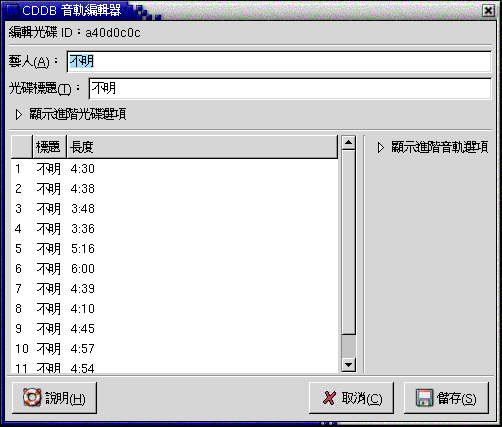 CDDB 音軌編輯器
編輯光碟 ID：a40d0c0c
藝人(A)： 不明
光碟標題(T)： 不明
▷ 顯示進階光碟選項
標題 長度
▷ 顯示進階音軌選項
1 不明 4:30
2 不明 4:38
3 不明 3:48
4 不明 3:36
5 不明 5:16
6 不明 6:00
7 不明 4:39
8 不明 4:10
9 不明 4:45
10 不明 4:57
11 不明 4:54
說明(H)
取消(C)
儲存(S)